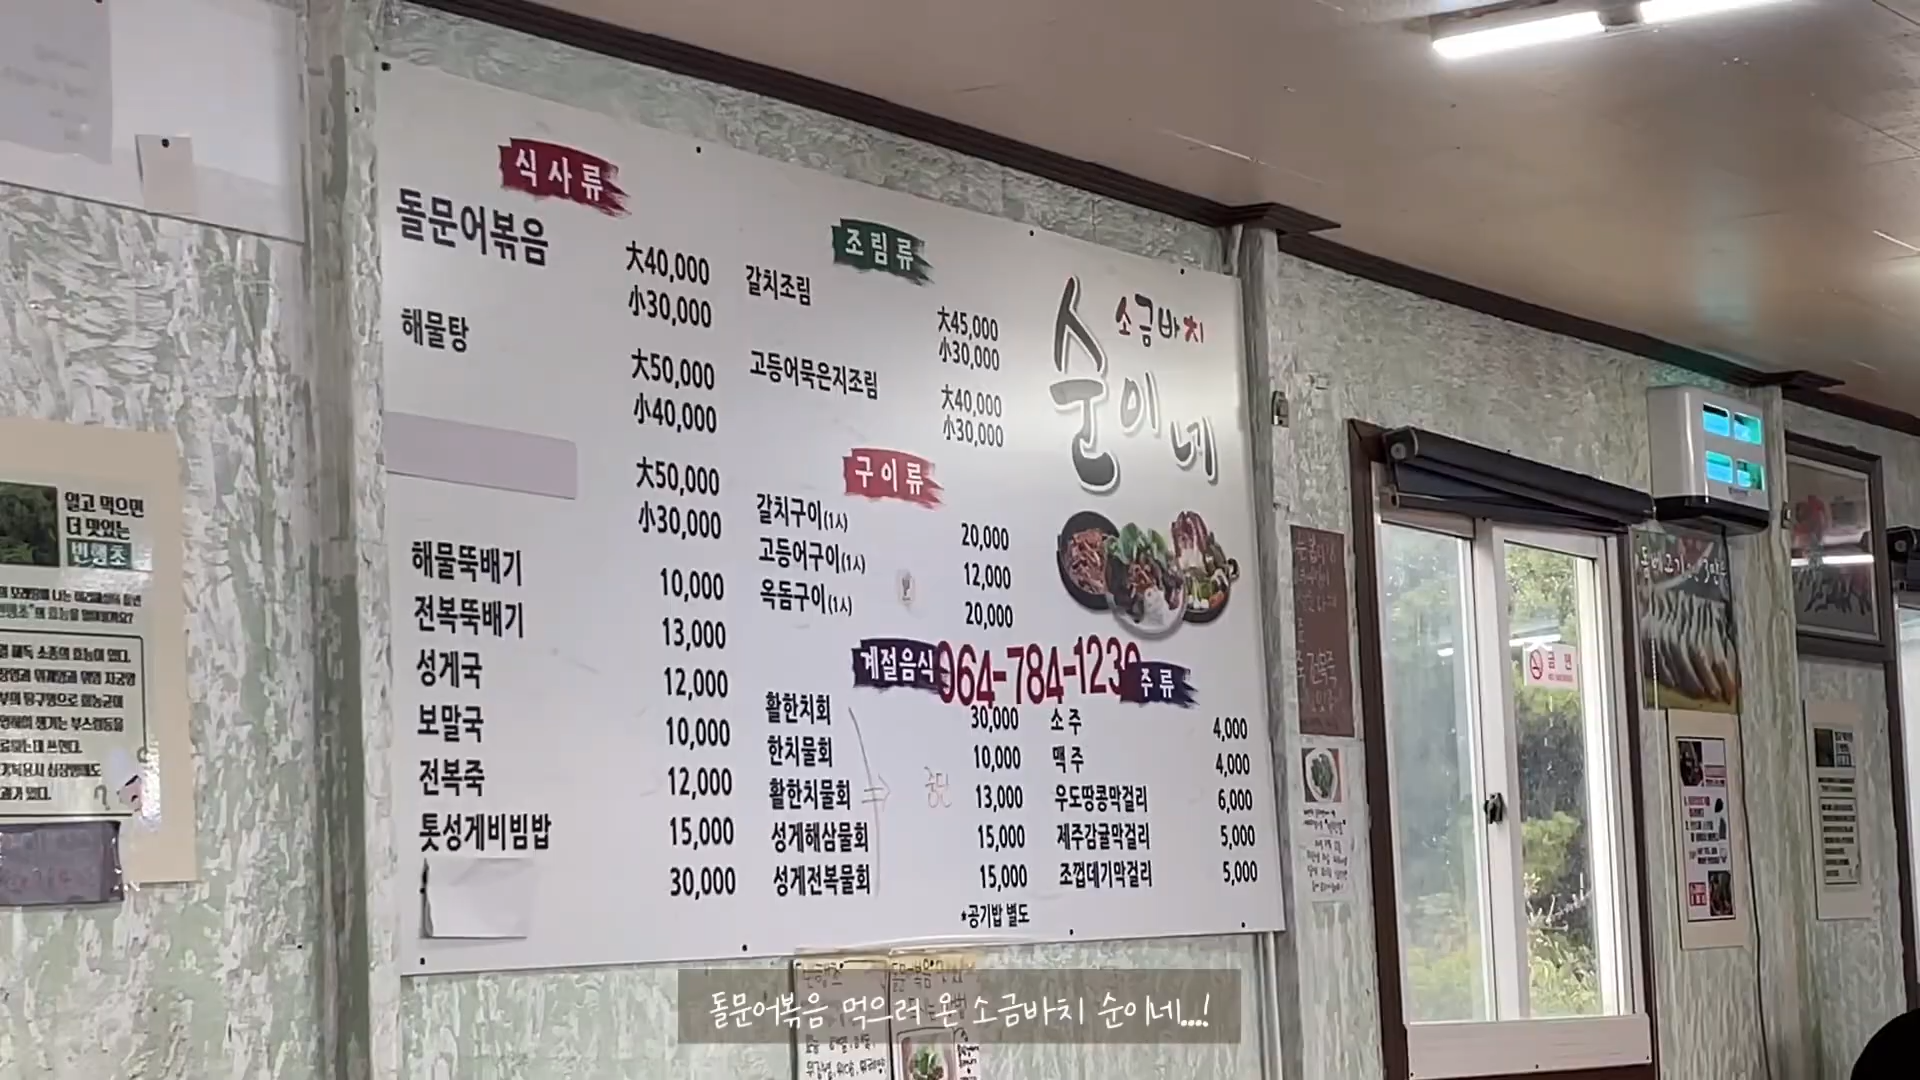 식사류
돌문어볶음
大40,000
小30,000
해물탕
大50,000
小40,000
大50,000
小30,000
해물뚝배기 10,000
전복뚝배기 13,000
성게국 12,000
보말국 10,000
전복죽 12,000
톳성게비빔밥 15,000
30,000
조림류
갈치조림
大45,000
小30,000
고등어묵은지조림
大40,000
小30,000
구이류
갈치구이(1人) 20,000
고등어구이(1人) 12,000
옥돔구이(1人) 20,000
소금바치
순이네
064-784-1230
계절음식
활한치회 30,000
한치물회 10,000
활한치물회 13,000
성게해삼물회 15,000
성게전복물회 15,000
중단
*공기밥 별도
주류
소주 4,000
맥주 4,000
우도땅콩막걸리 6,000
제주감귤막걸리 5,000
조껍데기막걸리 5,000
알고 먹으면
더 맛있는
번행초
금연
돌문어볶음 먹으러 온 소금바치 순이네...!